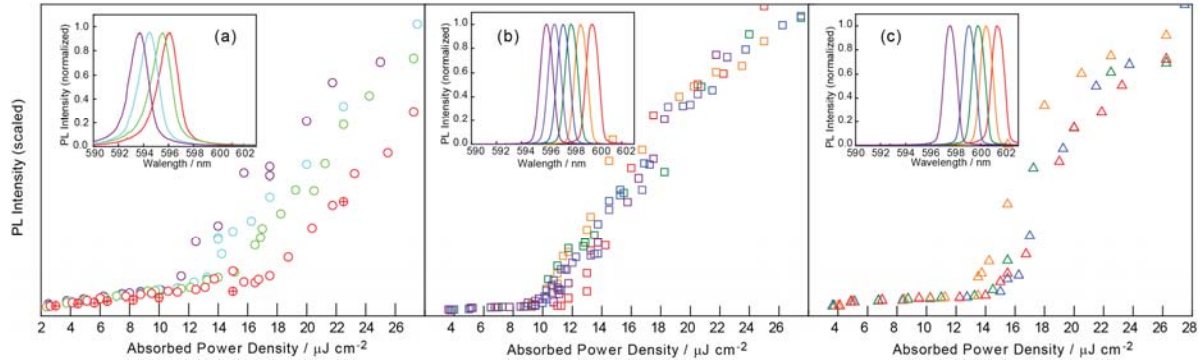 PL Intensity (scaled)
(a)
PL Intensity (normalized)
1.0
0.8
0.6
0.4
0.2
0.0
590 592 594 596 598 600 602
Walength / nm
2 4 6 8 10 12 14 16 18 20 22 24 26
Absorbed Power Density / μJ cm-2
(b)
PL Intensity (normalized)
1.0
0.8
0.6
0.4
0.2
0.0
590 592 594 596 598 600 602
Walength / nm
4 6 8 10 12 14 16 18 20 22 24 26
Absorbed Power Density / μJ cm-2
(c)
PL Intensity (normalized)
1.0
0.8
0.6
0.4
0.2
0.0
590 592 594 596 598 600 602
Wavelength / nm
4 6 8 10 12 14 16 18 20 22 24 26 28
Absorbed Power Density / μJ cm-2